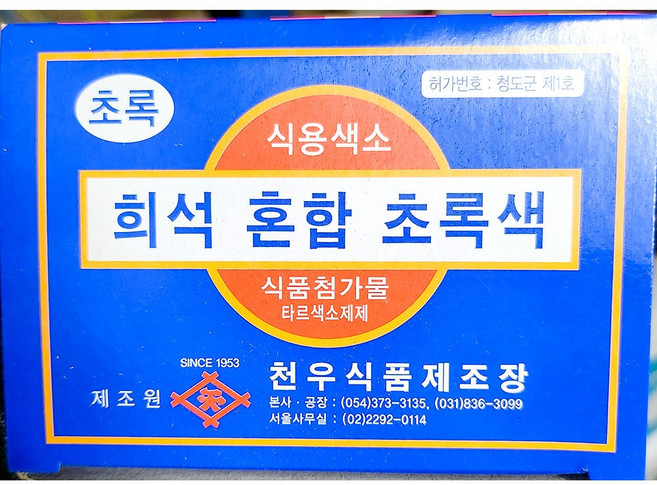 초록
허가번호 : 청도군 제1호
식용색소
희석 혼합 초록색
식품첨가물
타르색소제제
SINCE 1953
제조원
天
천우식품제조장
본사 · 공장 : (054)373-3135, (031)836-3099
서울사무실 : (02)2292-0114